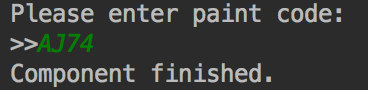 Please enter paint code:
>>AJ74
Component finished.